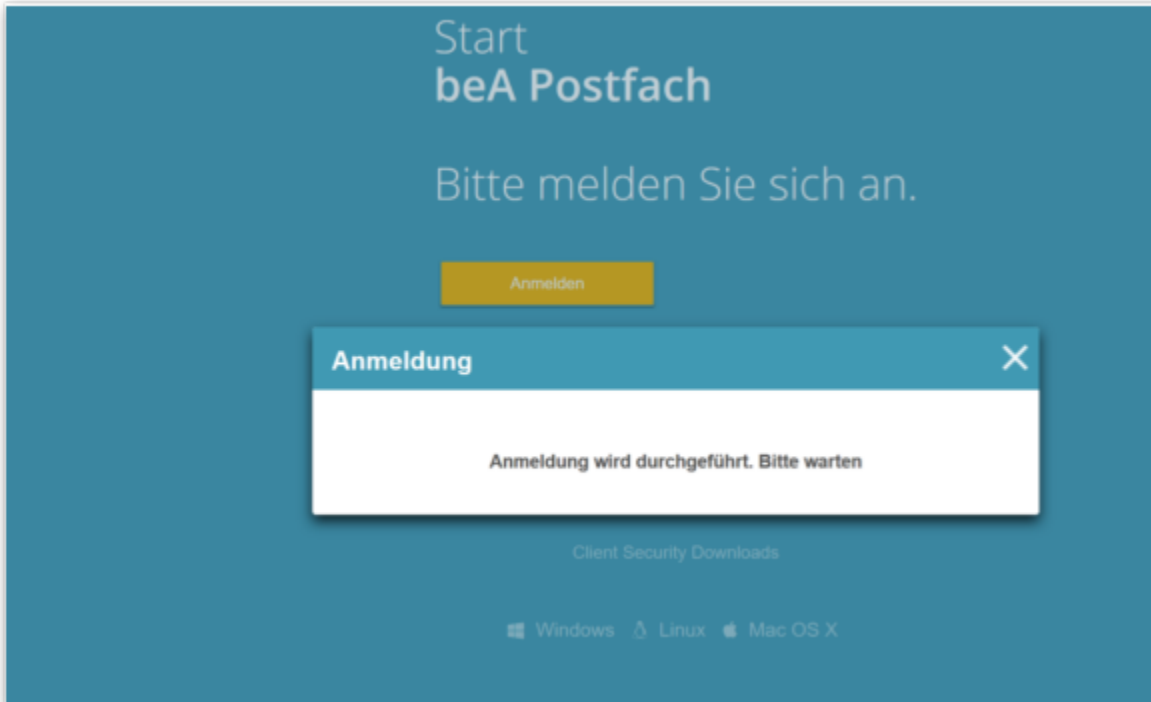 Start
beA Postfach
Bitte melden Sie sich an.
Anmelden
Anmeldung
Anmeldung wird durchgeführt. Bitte warten
Client Security Downloads
Windows Linux Mac OS X